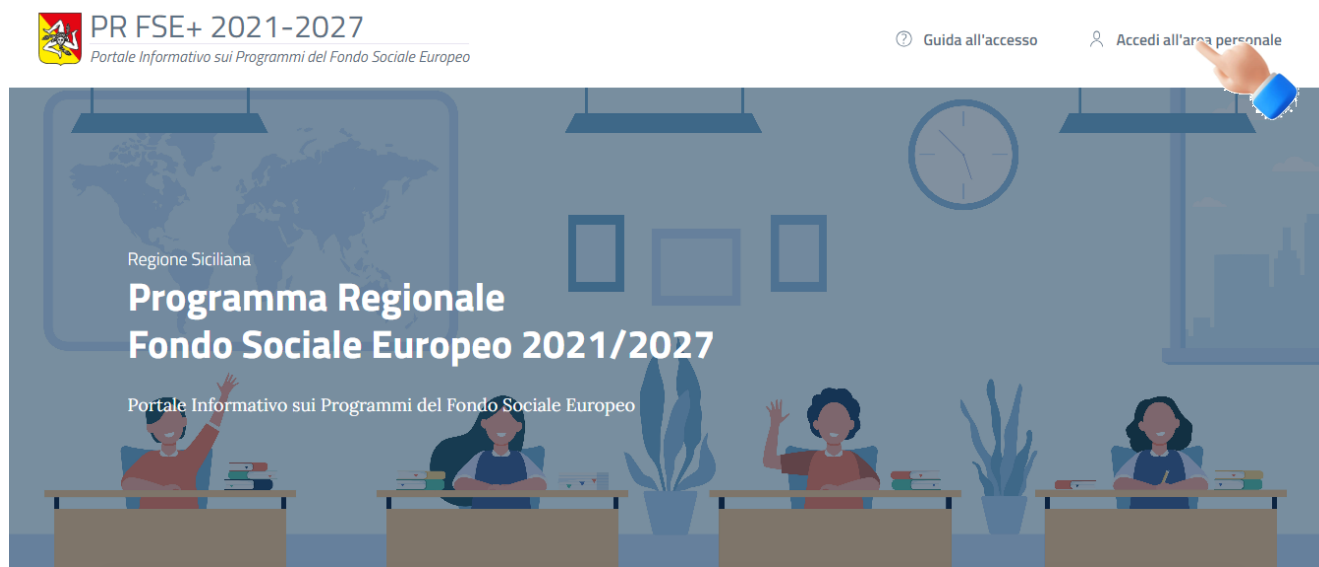 PR FSE+ 2021-2027
Portale Informativo sui Programmi del Fondo Sociale Europeo
Guida all'accesso
Accedi all'area personale
Regione Siciliana
Programma Regionale
Fondo Sociale Europeo 2021/2027
Portale Informativo sui Programmi del Fondo Sociale Europeo